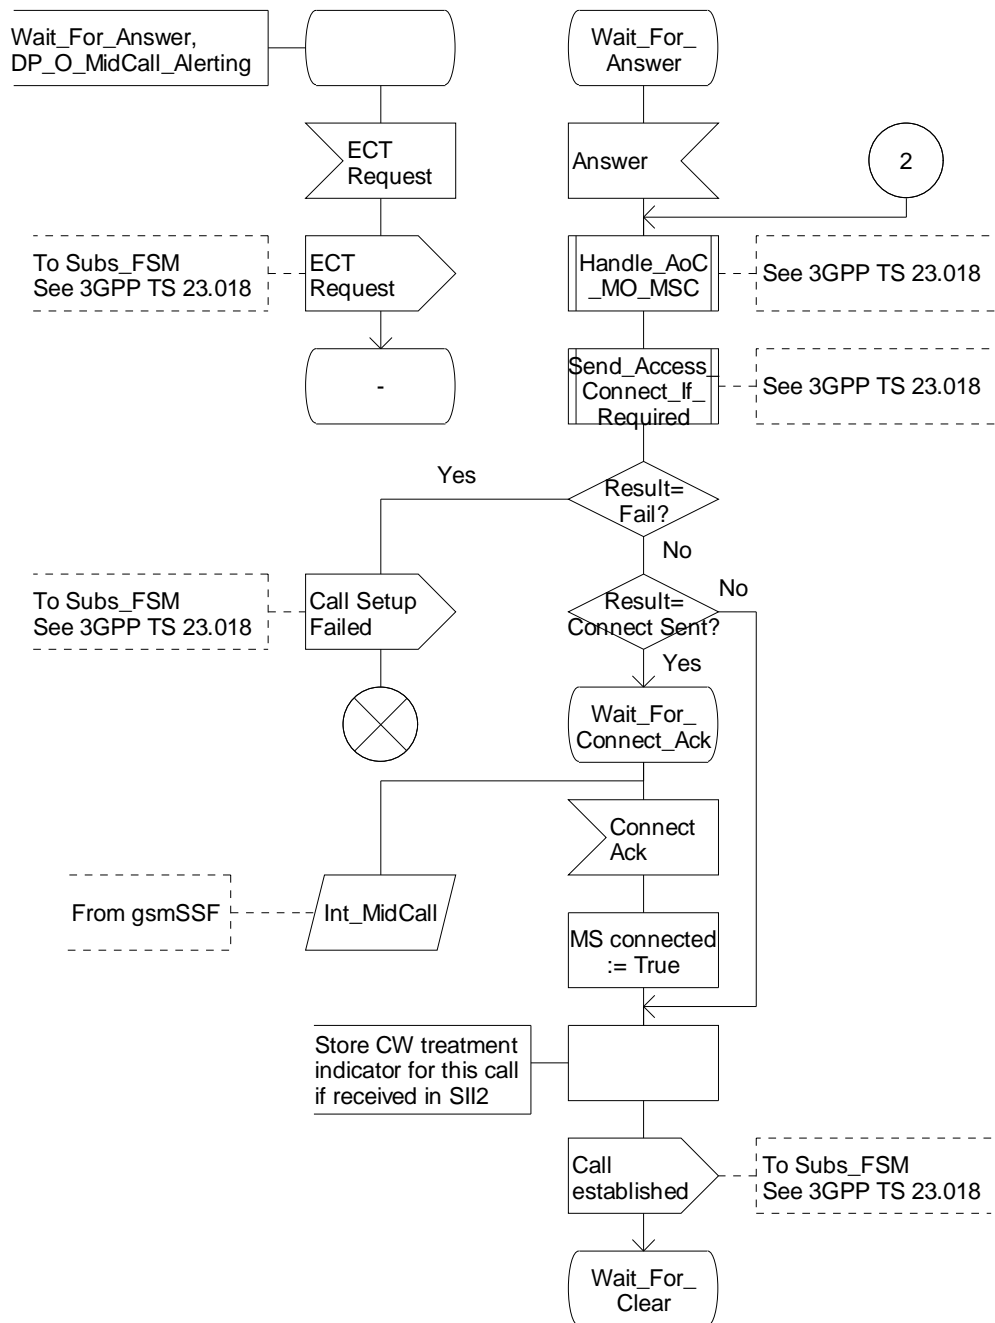 Wait_For_Answer,
DP_O_MidCall_Alerting
Wait_For_
Answer
ECT
Request
Answer
2
To Subs_FSM
See 3GPP TS 23.018
ECT
Request
Handle_AoC
_MO_MSC
See 3GPP TS 23.018
-
Send_Access_
Connect_If_
Required
See 3GPP TS 23.018
Yes
Result=
Fail?
No
To Subs_FSM
See 3GPP TS 23.018
Call Setup
Failed
Result=
Connect Sent?
No
Yes
Wait_For_
Connect_Ack
Connect
Ack
From gsmSSF
Int_MidCall
MS connected
:= True
Store CW treatment
indicator for this call
if received in SII2
Call
established
To Subs_FSM
See 3GPP TS 23.018
Wait_For_
Clear